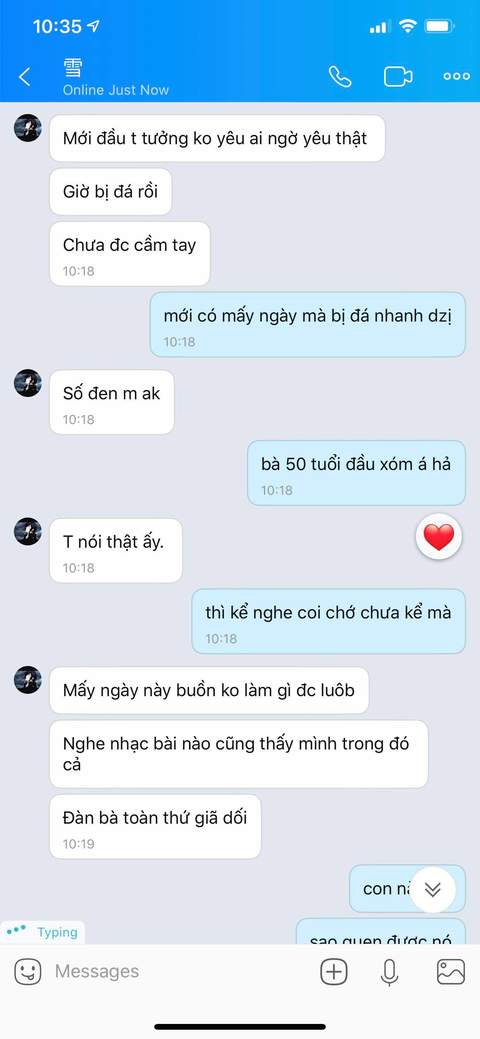 10:35
雪
Online Just Now
Mới đầu t tưởng ko yêu ai ngờ yêu thật
Giờ bị đá rồi
Chưa đc cầm tay
10:18
mới có mấy ngày mà bị đá nhanh dzị
10:18
Số đen m ak
10:18
bà 50 tuổi đầu xóm á hả
10:18
T nói thật ấy.
10:18
thì kể nghe coi chớ chưa kể mà
10:18
Mấy ngày này buồn ko làm gì đc luôb
Nghe nhạc bài nào cũng thấy mình trong đó
cả
Đàn bà toàn thứ giã dối
10:19
con
sao quen được nó
Typing
Messages